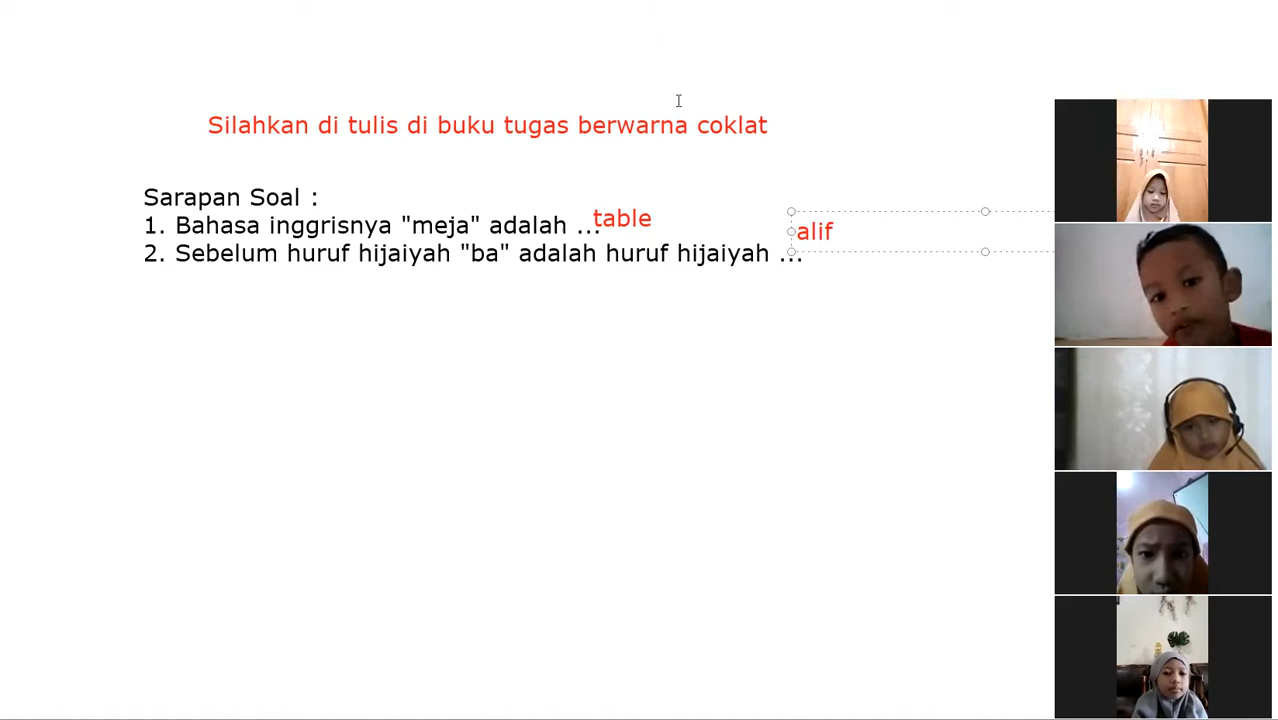 Silahkan di tulis di buku tugas berwarna coklat
Sarapan Soal :
1. Bahasa inggrisnya "meja" adalah ... table
2. Sebelum huruf hijaiyah "ba" adalah huruf hijaiyah ... alif